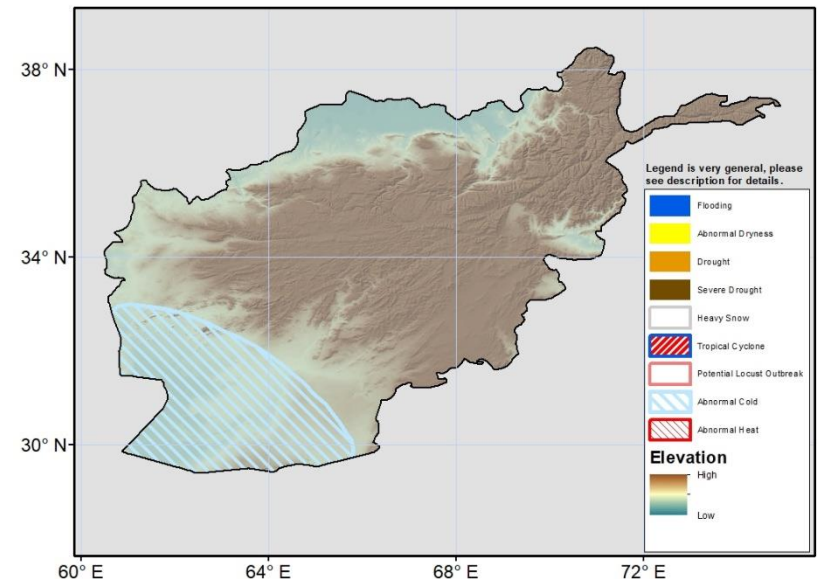 38° N
34° N
30° N
60° E
64° E
68° E
72° E
Legend is very general, please
see description for details.
Flooding
Abnormal Dryness
Drought
Severe Drought
Heavy Snow
Tropical Cyclone
Potential Locust Outbreak
Abnormal Cold
Abnormal Heat
Elevation
High
Low